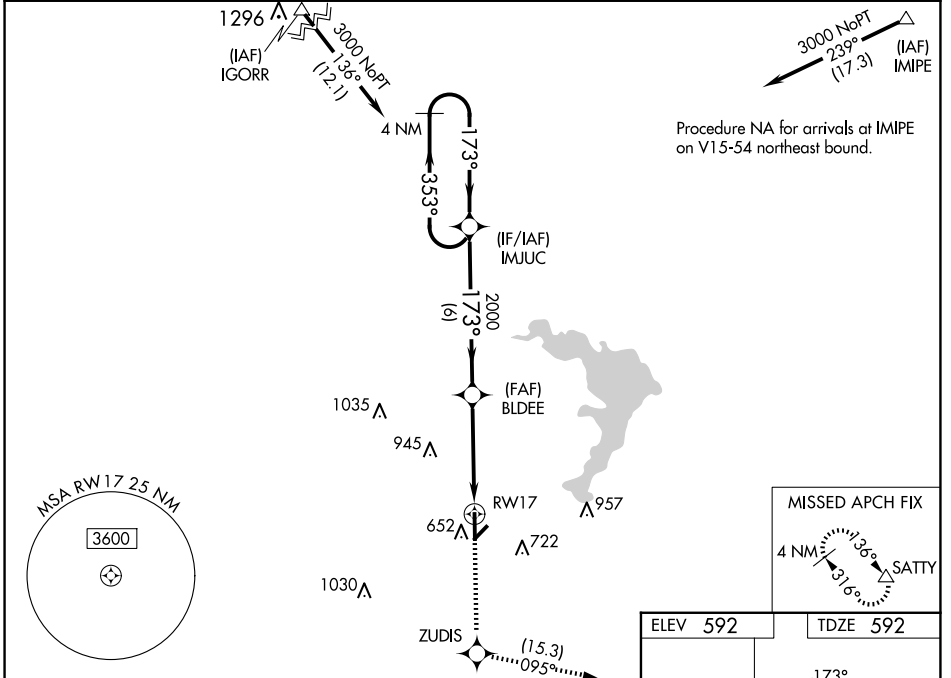 1296
(IAF)
IGORR
3000 NoPT
136°
(12.1)
3000 NoPT
239°
(17.3)
(IAF)
IMIPE
Procedure NA for arrivals at IMIPE
on V15-54 northeast bound.
4 NM
173°
353°
(IF/IAF)
IMJUC
2000
173°
(6)
(FAF)
BLDEE
1035
945
MSA RW17 25 NM
3600
RW17
957
652
722
1030
MISSED APCH FIX
4 NM
136°
316°
SATTY
ZUDIS
(15.3)
095°
ELEV 592
TDZE 592
173°